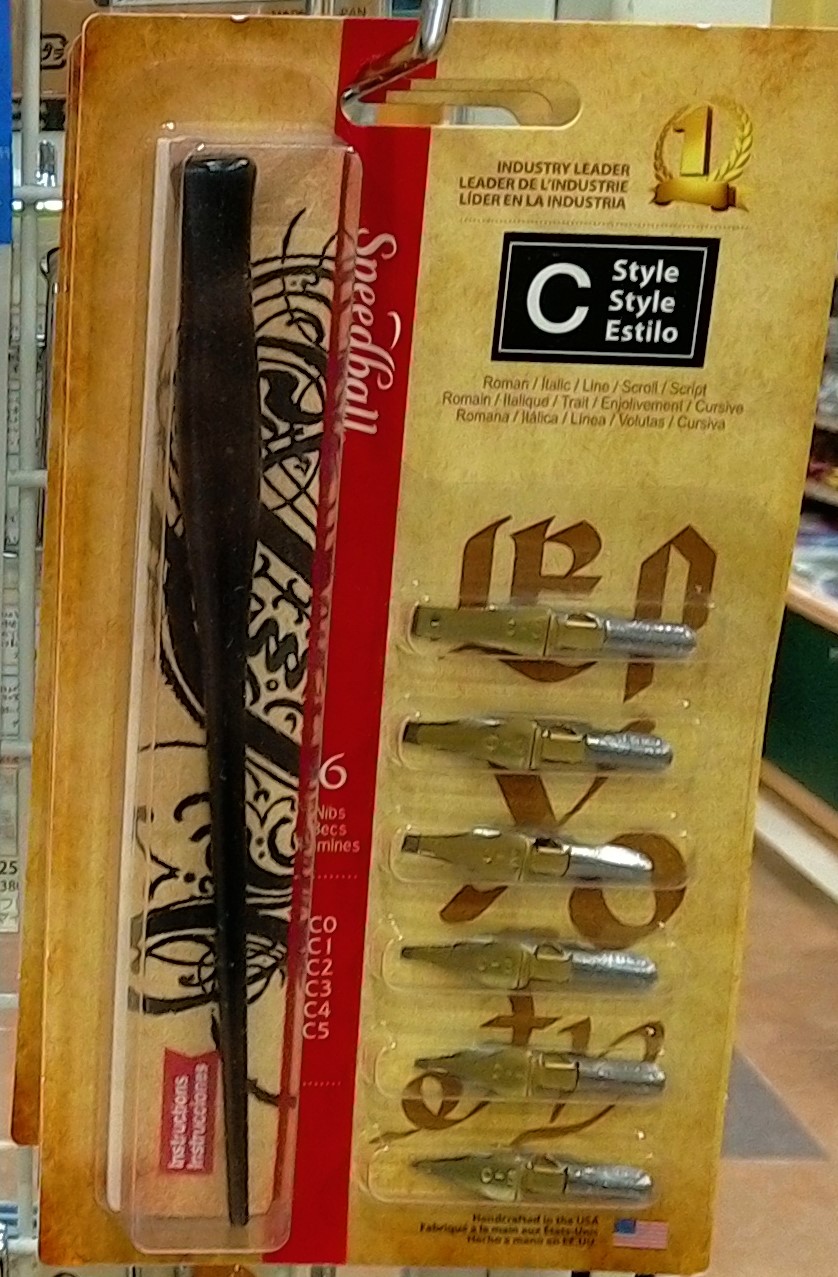 INDUSTRY LEADER
LEADER DE L'INDUSTRIE
LÍDER EN LA INDUSTRIA
1
C
Style
Style
Estilo
Roman / Italic / Line / Scroll / Script
Romain / Italique / Trait / Enjolivement / Cursive
Romana / Itálica / Línea / Volutas / Cursiva
Speedball
6
Nibs
Becs
mines
C0
C1
C2
C3
C4
C5
Instructions
Instrucciones
Handcrafted in the USA
Fabriqué à la main aux États-Unis
Hecho a mano en EE.UU.